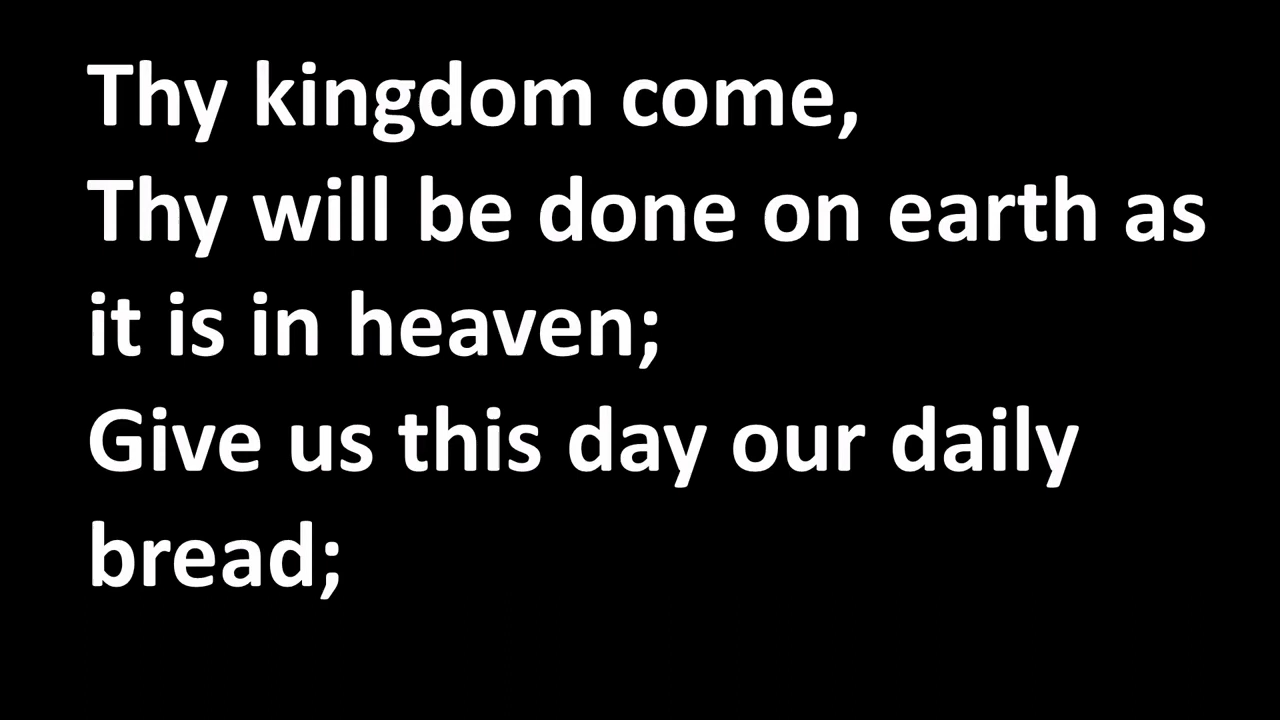 Thy kingdom come,
Thy will be done on earth as
it is in heaven;
Give us this day our daily
bread;